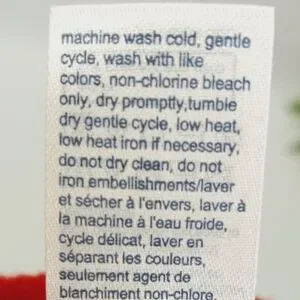 machine wash cold, gentle
cycle, wash with like
colors, non-chlorine bleach
only, dry promptly,tumble
dry gentle cycle, low heat,
low heat iron if necessary,
do not dry clean, do not
iron embellishments/laver
et sécher à l'envers, laver à
la machine à l'eau froide,
cycle délicat, laver en
séparant les couleurs,
seulement agent de
blanchiment non-chlore,